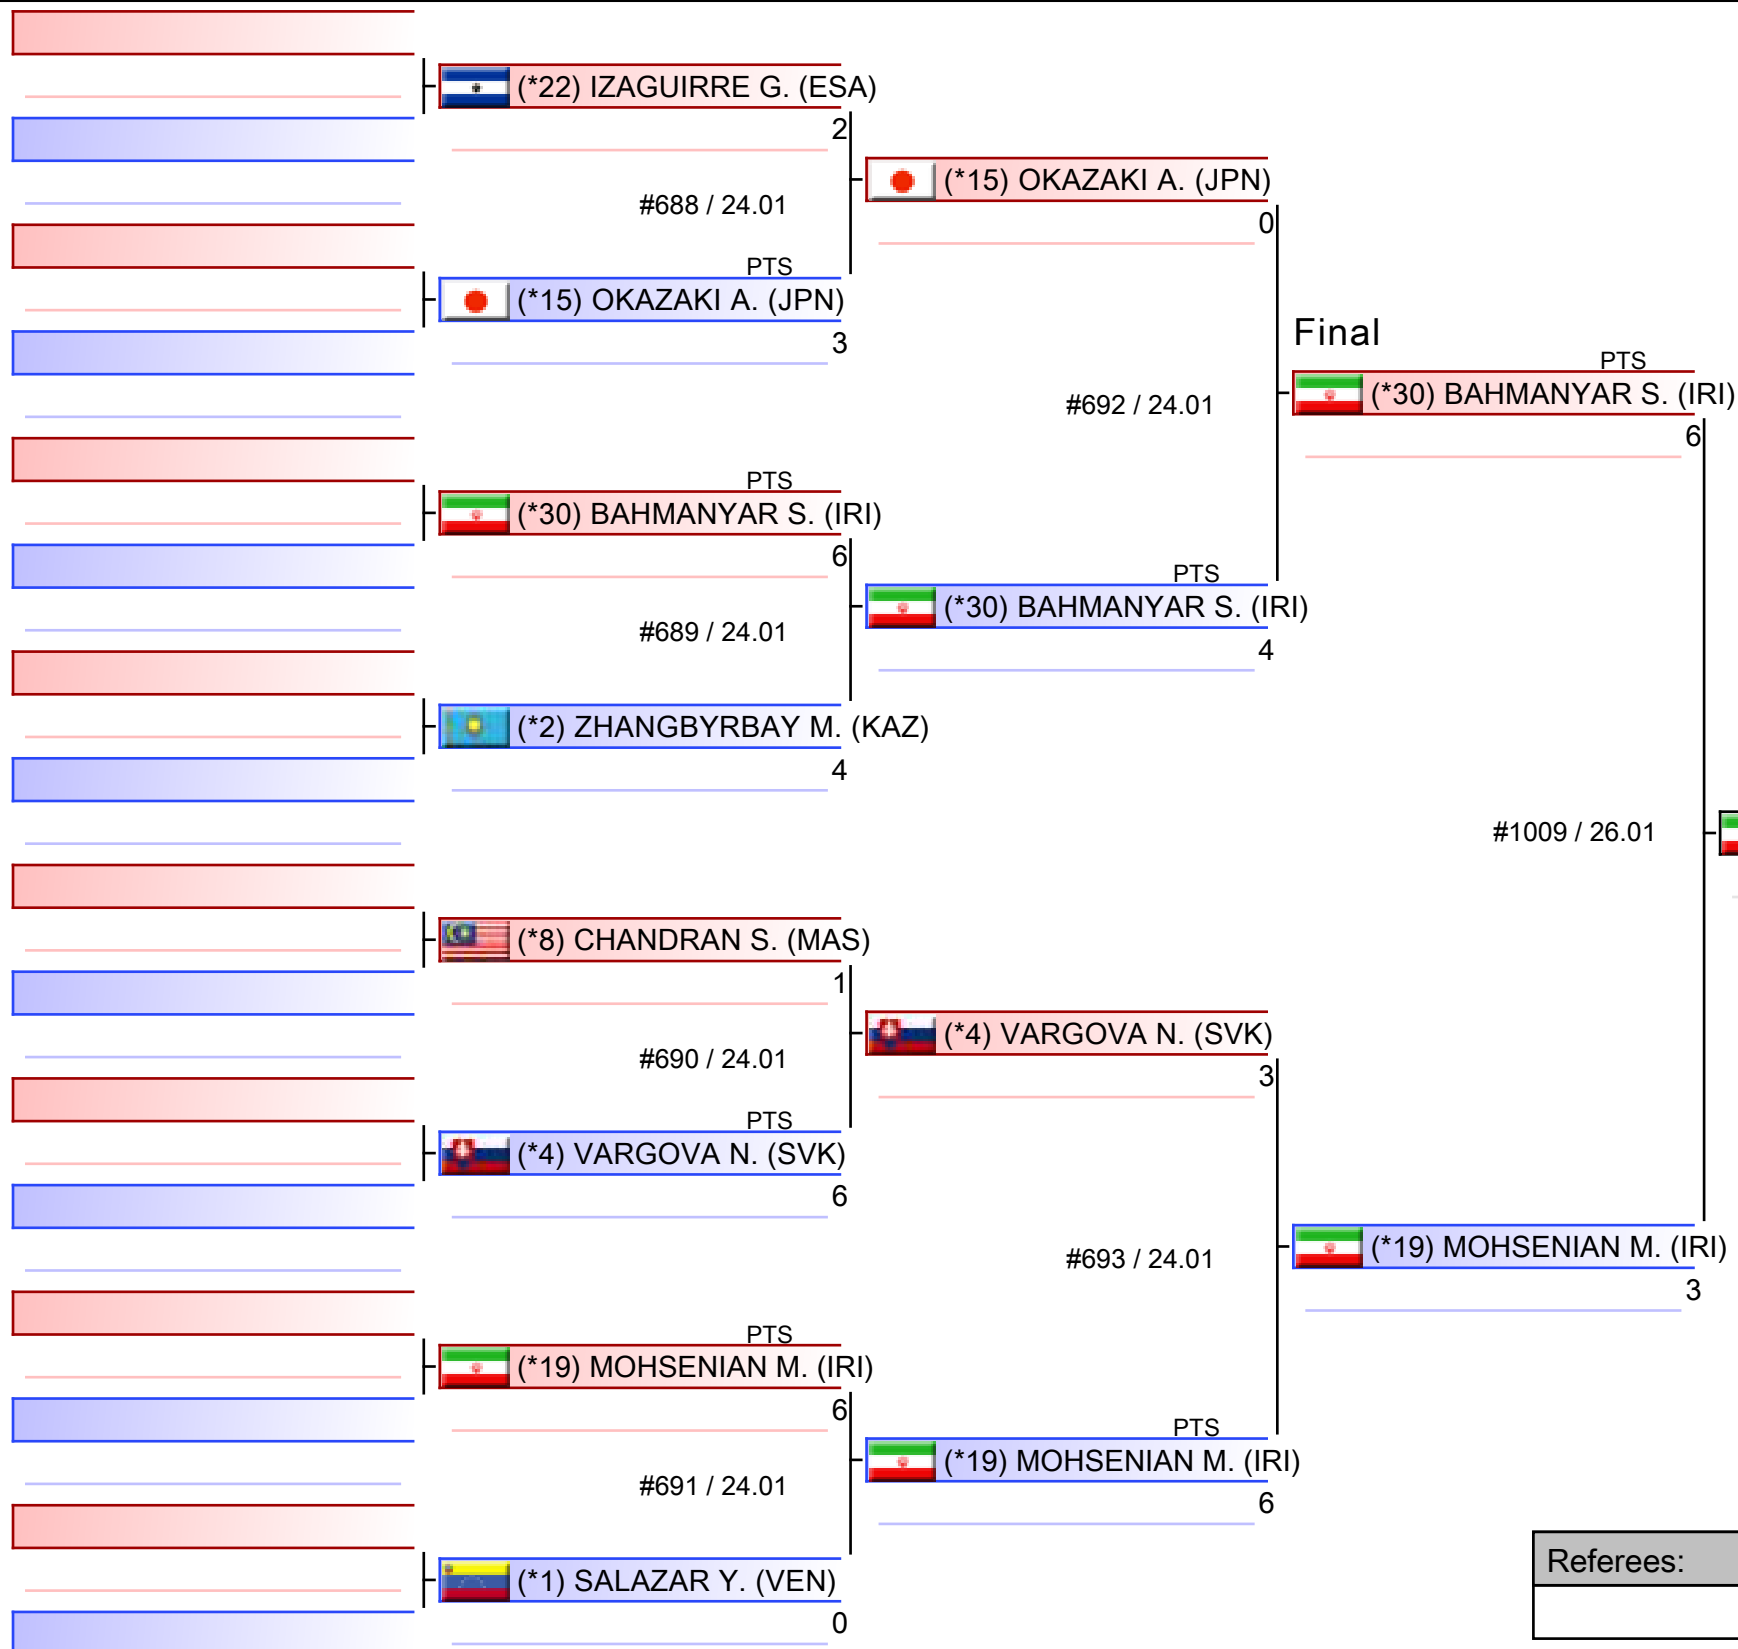 (*22) IZAGUIRRE G. (ESA)
2
(*15) OKAZAKI A. (JPN)
#688 / 24.01
0
PTS
(*15) OKAZAKI A. (JPN)
Final
3
PTS
(*30) BAHMANYAR S. (IRI)
#692 / 24.01
6
PTS
(*30) BAHMANYAR S. (IRI)
6
PTS
(*30) BAHMANYAR S. (IRI)
#689 / 24.01
4
(*2) ZHANGBYRBAY M. (KAZ)
4
#1009 / 26.01
(*8) CHANDRAN S. (MAS)
1
(*4) VARGOVA N. (SVK)
#690 / 24.01
3
PTS
(*4) VARGOVA N. (SVK)
6
(*19) MOHSENIAN M. (IRI)
#693 / 24.01
3
PTS
(*19) MOHSENIAN M. (IRI)
6
PTS
(*19) MOHSENIAN M. (IRI)
#691 / 24.01
6
Referees:
(*1) SALAZAR Y. (VEN)
0